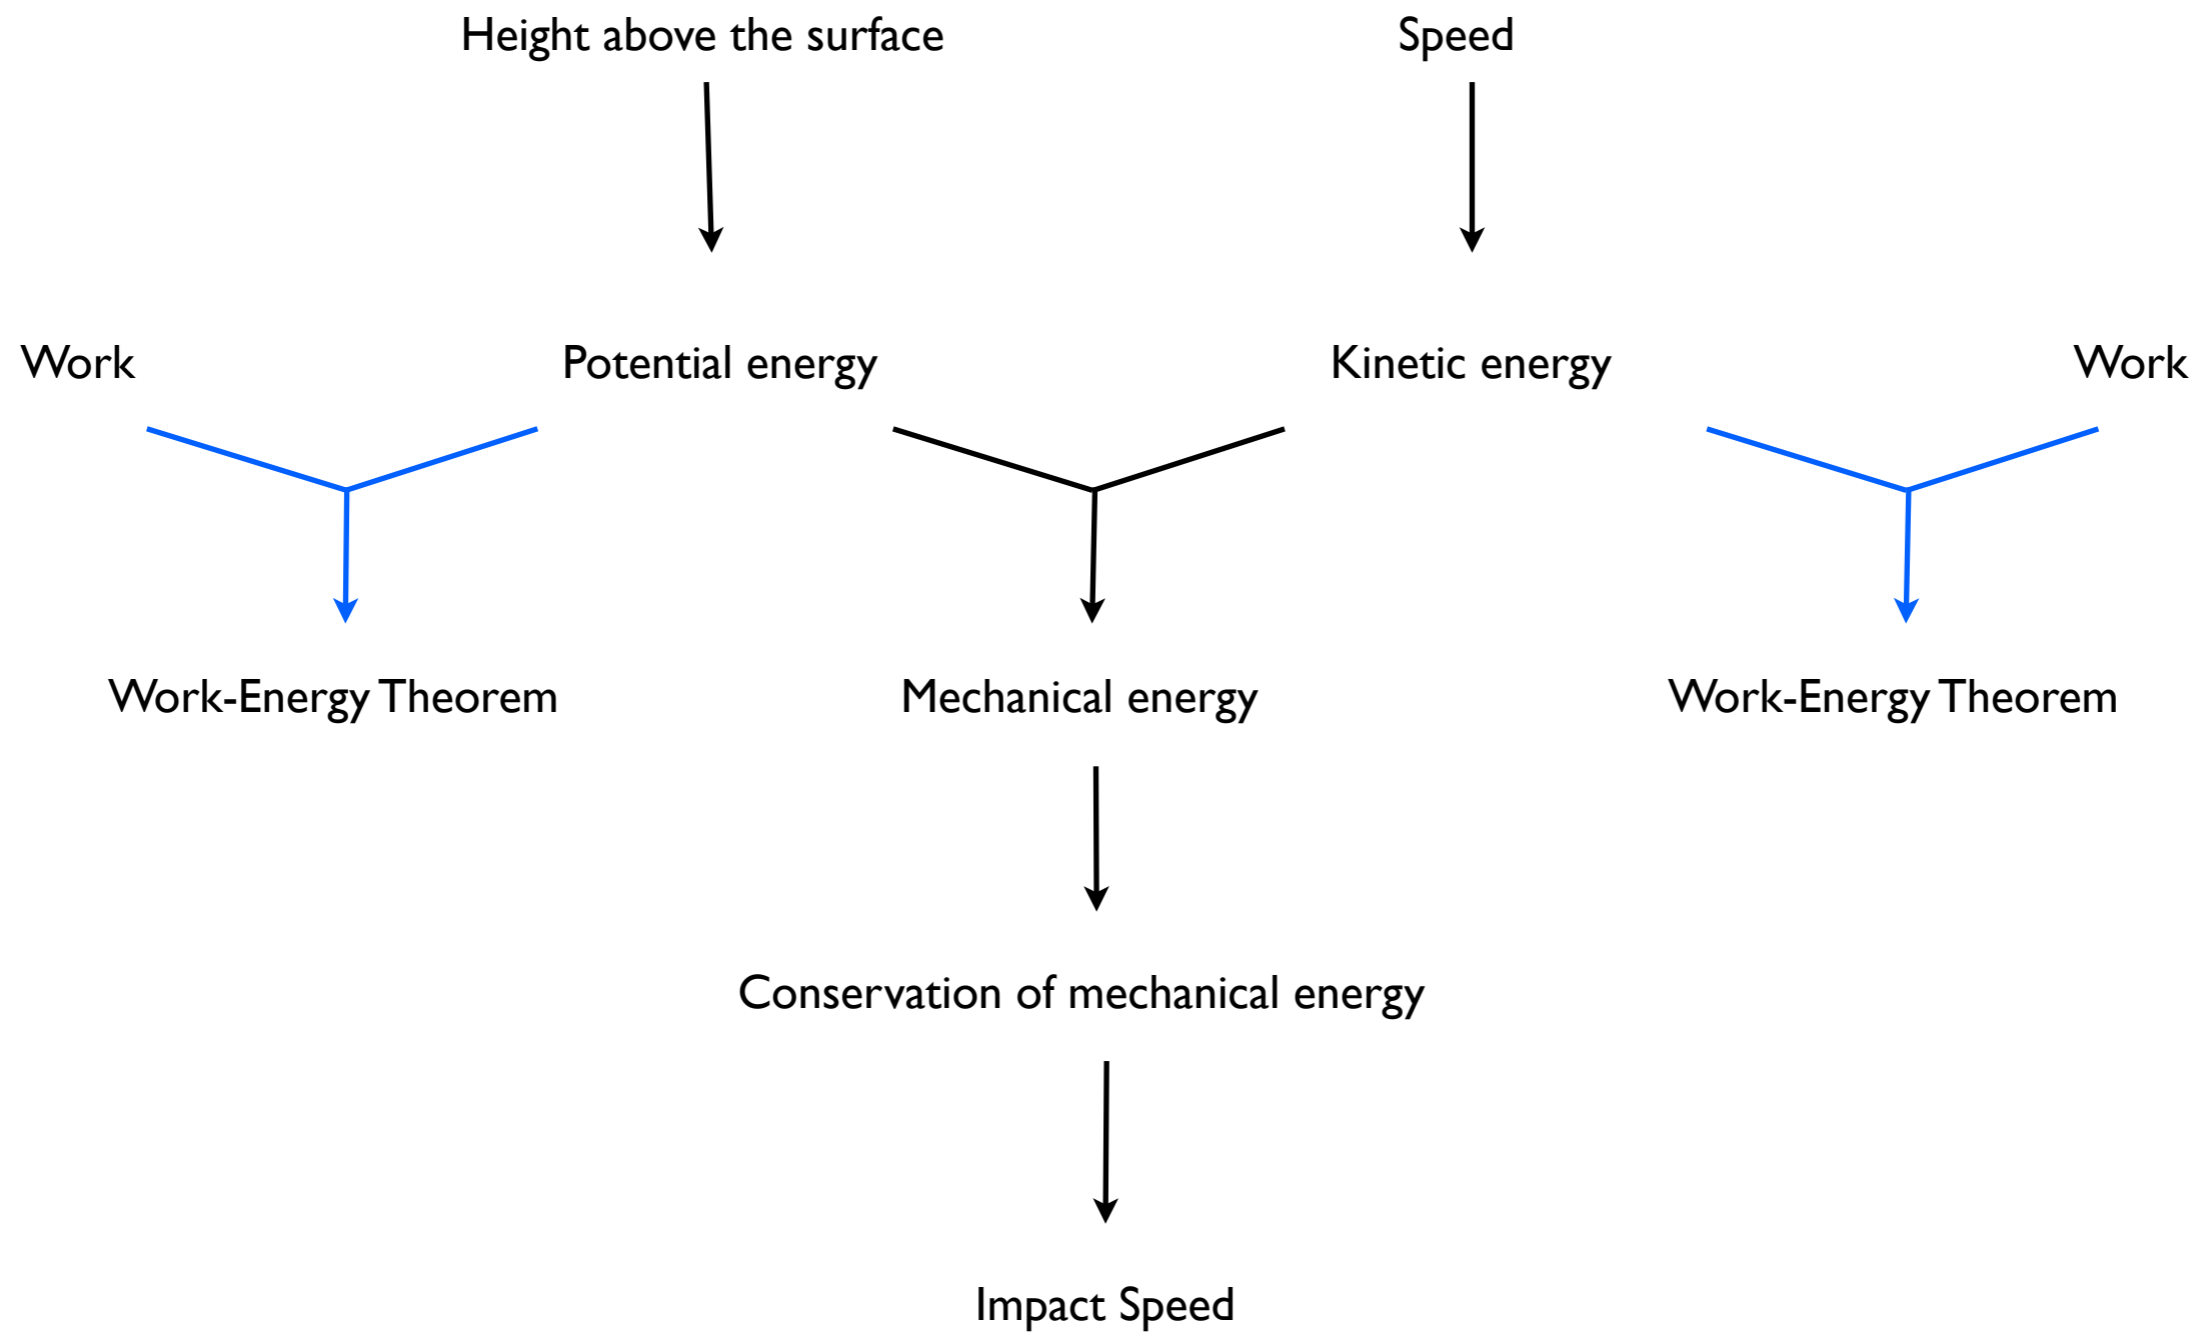 Height above the surface
Speed
Work
Potential energy
Kinetic energy
Work
Work-Energy Theorem
Mechanical energy
Work-Energy Theorem
Conservation of mechanical energy
Impact Speed